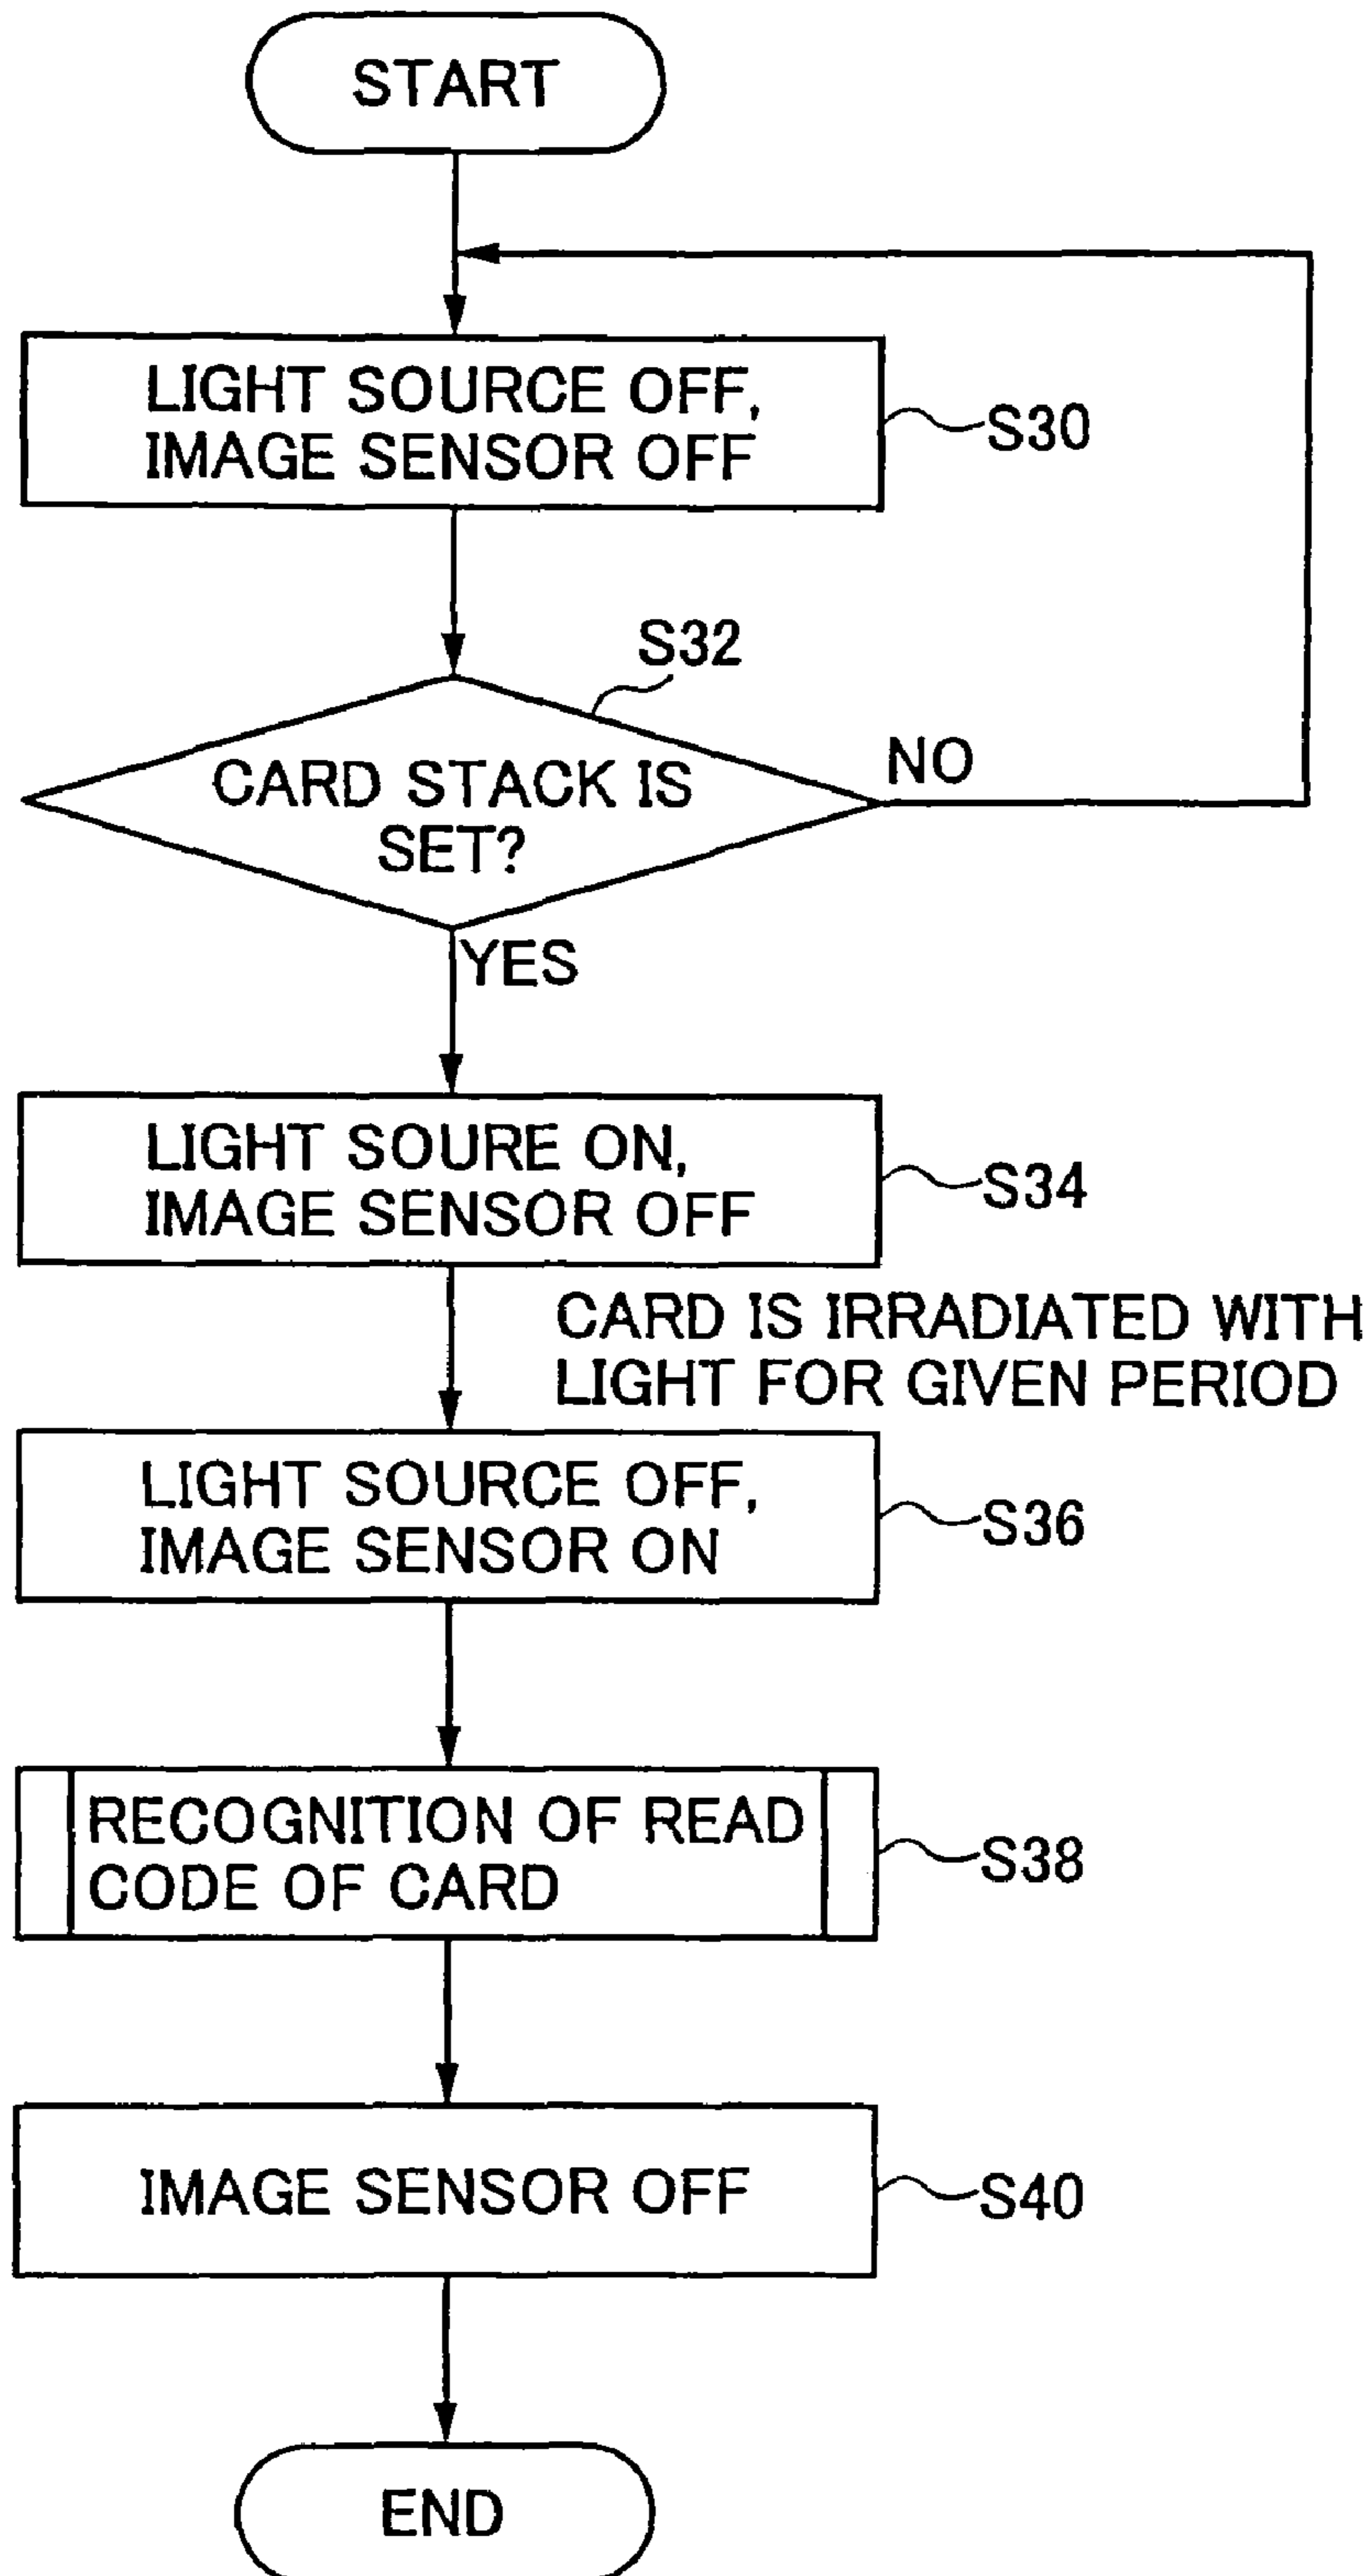 START
LIGHT SOURCE OFF,
IMAGE SENSOR OFF
S30
S32
CARD STACK IS
SET?
NO
YES
LIGHT SOURE ON,
IMAGE SENSOR OFF
S34
CARD IS IRRADIATED WITH
LIGHT FOR GIVEN PERIOD
LIGHT SOURCE OFF,
IMAGE SENSOR ON
S36
RECOGNITION OF READ
CODE OF CARD
S38
IMAGE SENSOR OFF
S40
END